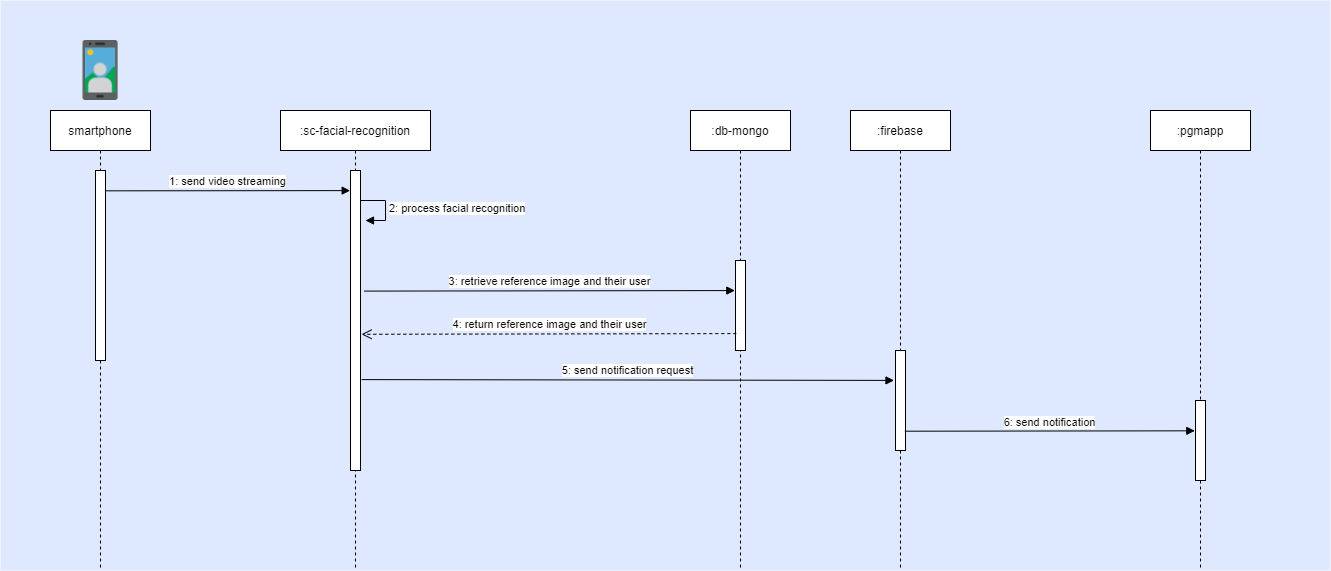 smartphone
:sc-facial-recognition
:db-mongo
:firebase
:pgmapp
1: send video streaming
2: process facial recognition
3: retrieve reference image and their user
4: return reference image and their user
5: send notification request
6: send notification